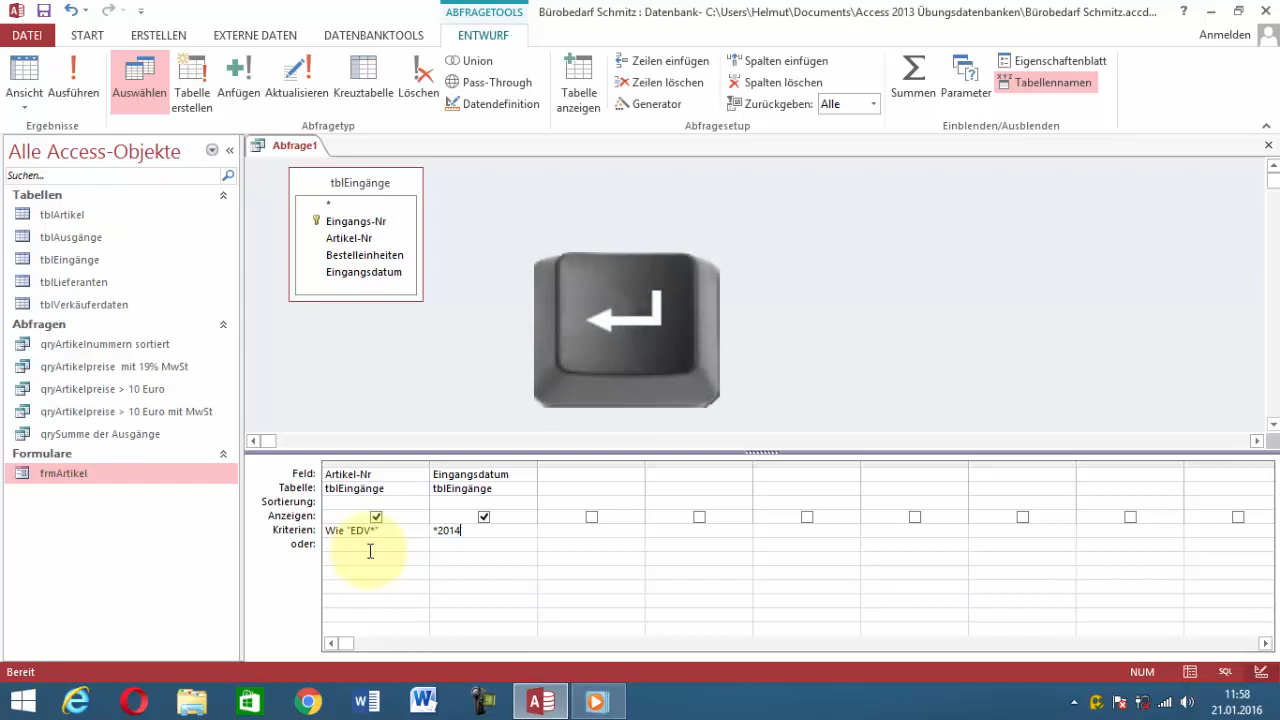 ABFRAGETOOLS
Bürobedarf Schmitz : Datenbank- C:\Users\Helmut\Documents\Access 2013 Übungsdatenbanken\Bürobedarf Schmitz.accd...
?
DATEI START ERSTELLEN EXTERNE DATEN DATENBANKTOOLS ENTWURF Anmelden
Ansicht Ausführen Auswählen Tabelle erstellen Anfügen Aktualisieren Kreuztabelle Löschen
Union
Pass-Through
Datendefinition
Tabelle anzeigen
Zeilen einfügen
Zeilen löschen
Generator
Spalten einfügen
Spalten löschen
Zurückgeben: Alle
Summen Parameter
Eigenschaftenblatt
XYZ Tabellennamen
Ergebnisse Abfragetyp Abfragesetup Einblenden/Ausblenden
Alle Access-Objekte
Suchen...
Tabellen
tblArtikel
tblAusgänge
tblEingänge
tblLieferanten
tblVerkäuferdaten
Abfragen
qryArtikelnummern sortiert
qryArtikelpreise mit 19% MwSt
qryArtikelpreise > 10 Euro
qryArtikelpreise > 10 Euro mit MwSt
qrySumme der Ausgänge
Formulare
frmArtikel
Abfrage1
tblEingänge
*
Eingangs-Nr
Artikel-Nr
Bestelleinheiten
Eingangsdatum
Feld: Artikel-Nr Eingangsdatum
Tabelle: tblEingänge tblEingänge
Sortierung:
Anzeigen:
Kriterien: Wie "EDV*" *2014
oder:
Bereit NUM SQL
11:58
21.01.2016